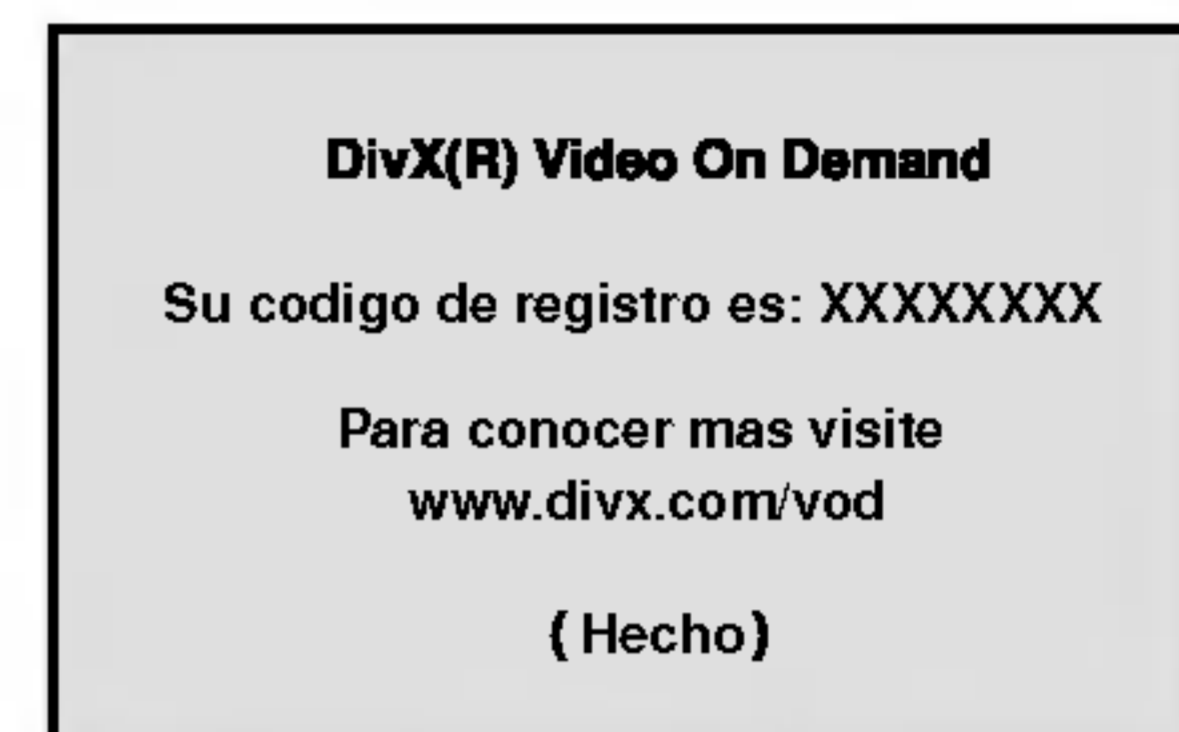 DivX(R) Video On Demand
Su codigo de registro es: XXXXXXXX
Para conocer mas visite
www.divx.com/vod
( Hecho)